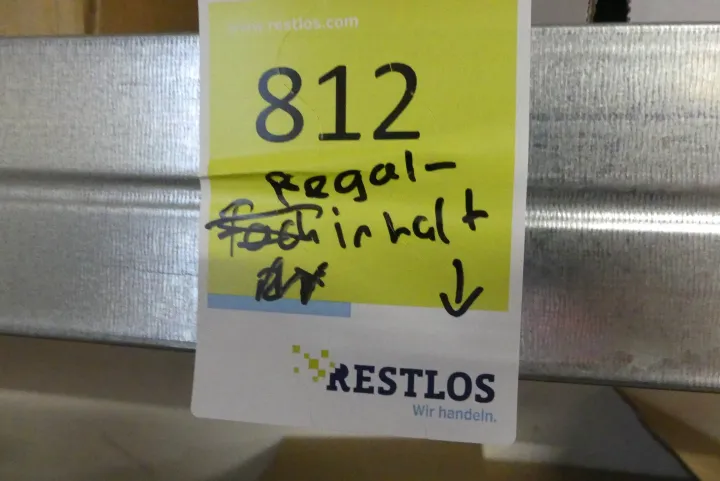 www.restlos.com
812
Regal-
inhalt
RESTLOS
Wir handeln.